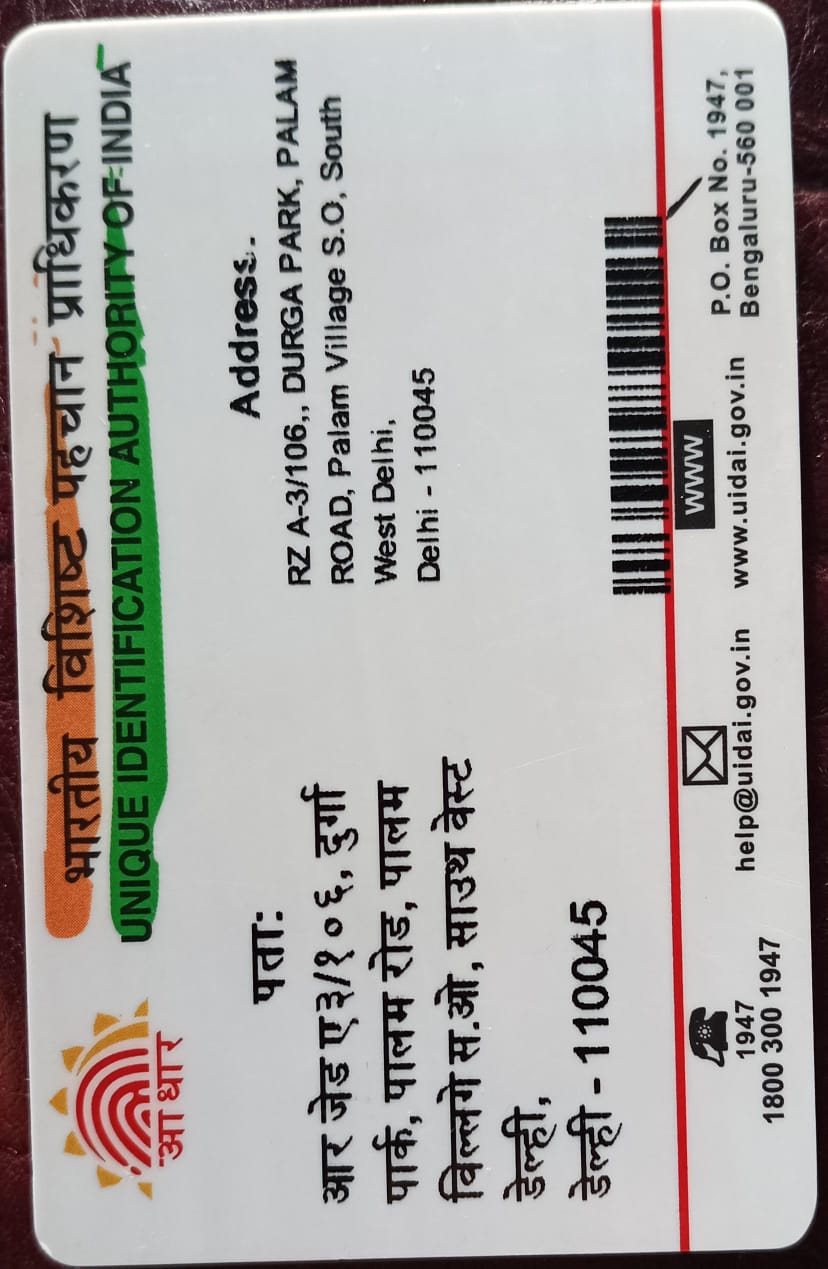 भारतीय विशिष्ट पहचान प्राधिकरण
UNIQUE IDENTIFICATION AUTHORITY OF INDIA
आधार
पता:
आर जेड ए ३/१०६, दुर्गा
पार्क, पालम रोड, पालम
विल्लगे स.ओ, साउथ वेस्ट
डेल्ही,
डेल्ही - 110045
Address.
RZ A-3/106,, DURGA PARK, PALAM
ROAD, Palam Village S.O, South
West Delhi,
Delhi - 110045
1947
1800 300 1947
help@uidai.gov.in
www
www.uidai.gov.in
P.O. Box No. 1947,
Bengaluru-560 001